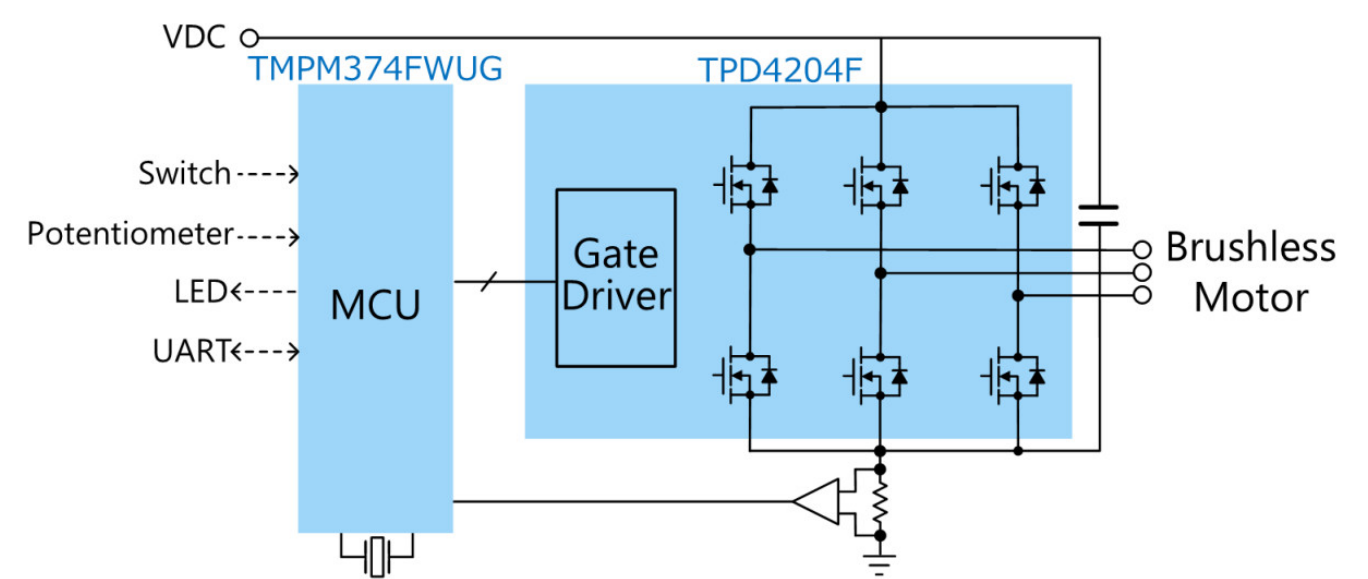 VDC
TMPM374FWUG
TPD4204F
Switch
Potentiometer
LED
UART
MCU
Gate
Driver
Brushless
Motor